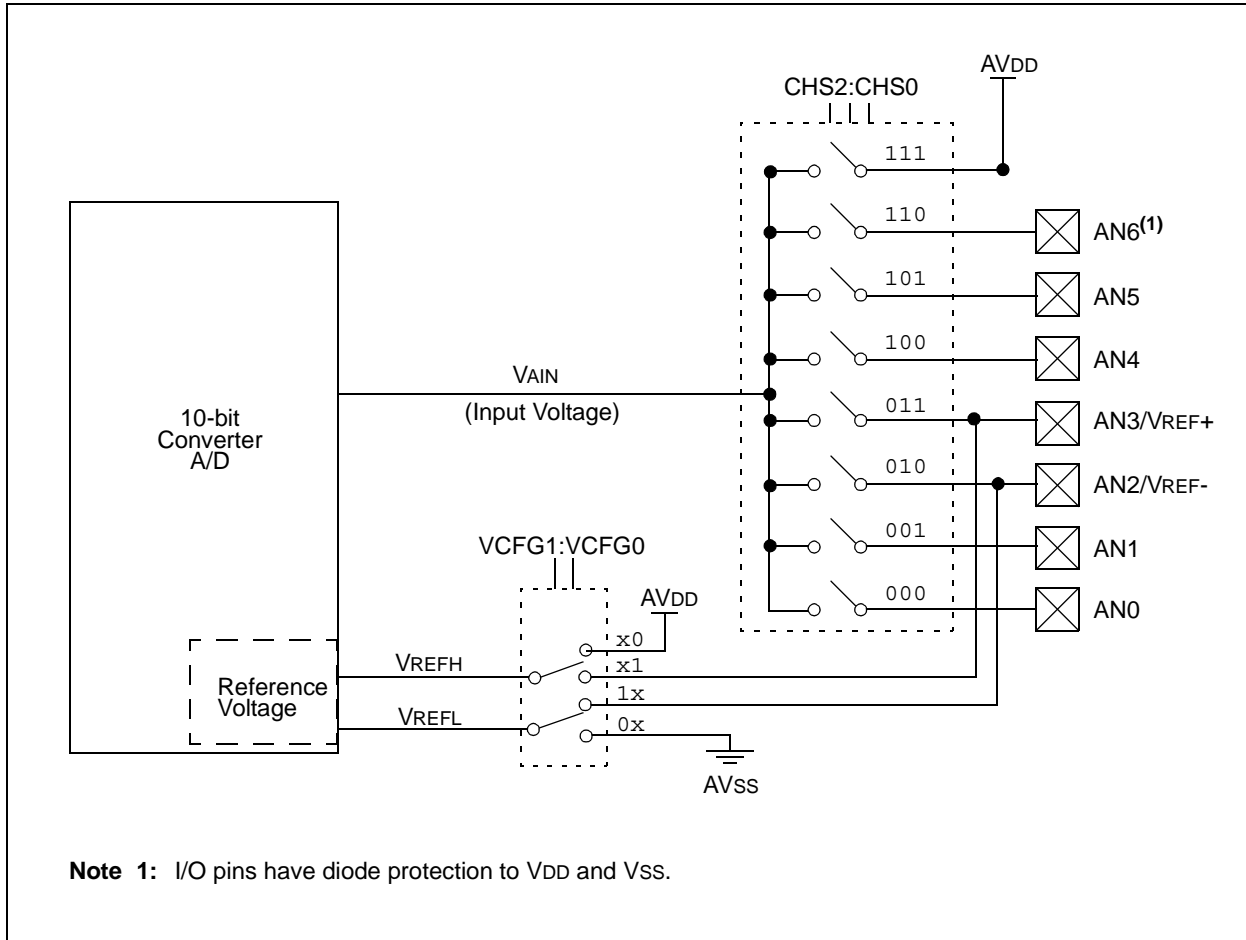 AVDD
CHS2:CHS0
111
110
AN6(1)
101
AN5
100
AN4
VAIN
(Input Voltage)
011
AN3/VREF+
10-bit
Converter
A/D
010
AN2/VREF-
001
AN1
VCFG1:VCFG0
000
AN0
AVDD
x0
x1
VREFH
1x
Reference
Voltage
VREFL
0x
AVSS
Note 1: I/O pins have diode protection to VDD and VSS.